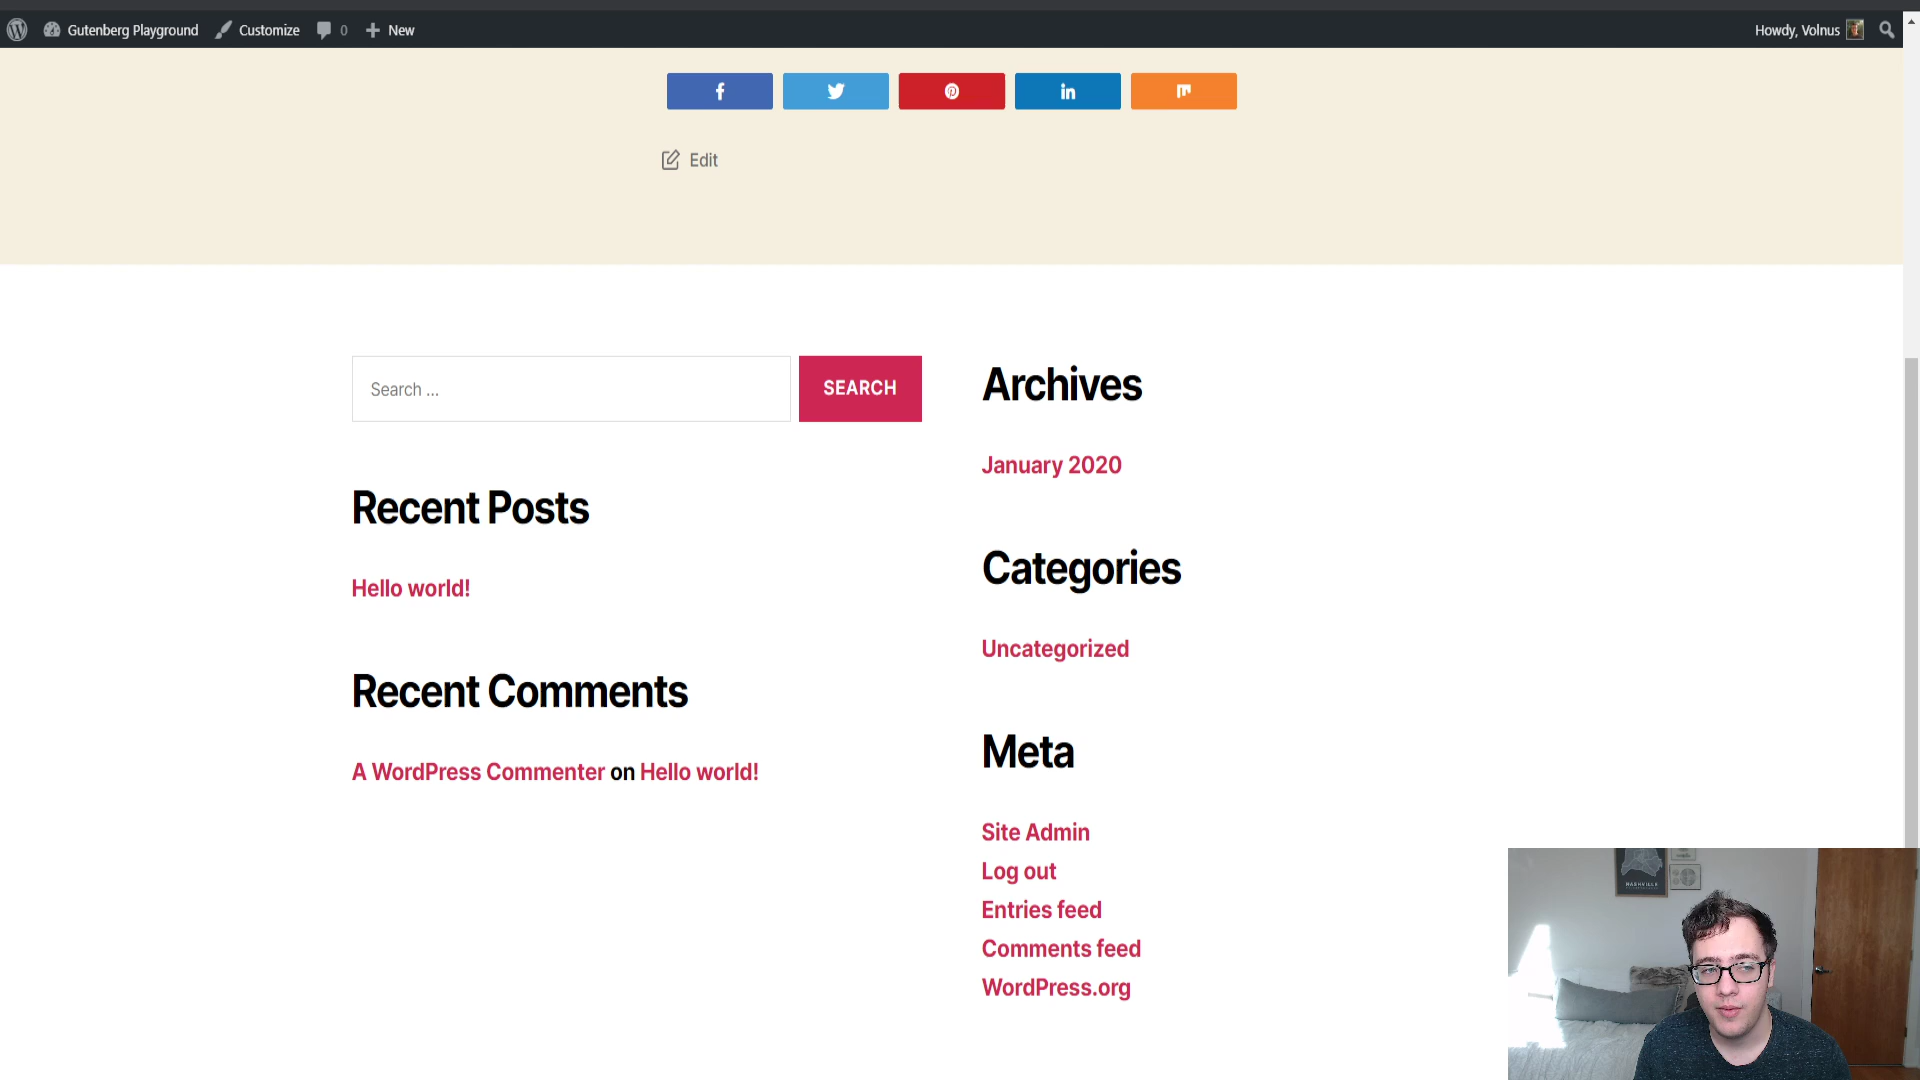 Gutenberg Playground Customize 0 New Howdy, Volnus
Edit
Search ... SEARCH
Recent Posts
Hello world!
Recent Comments
A WordPress Commenter on Hello world!
Archives
January 2020
Categories
Uncategorized
Meta
Site Admin
Log out
Entries feed
Comments feed
WordPress.org
NASHVILLE